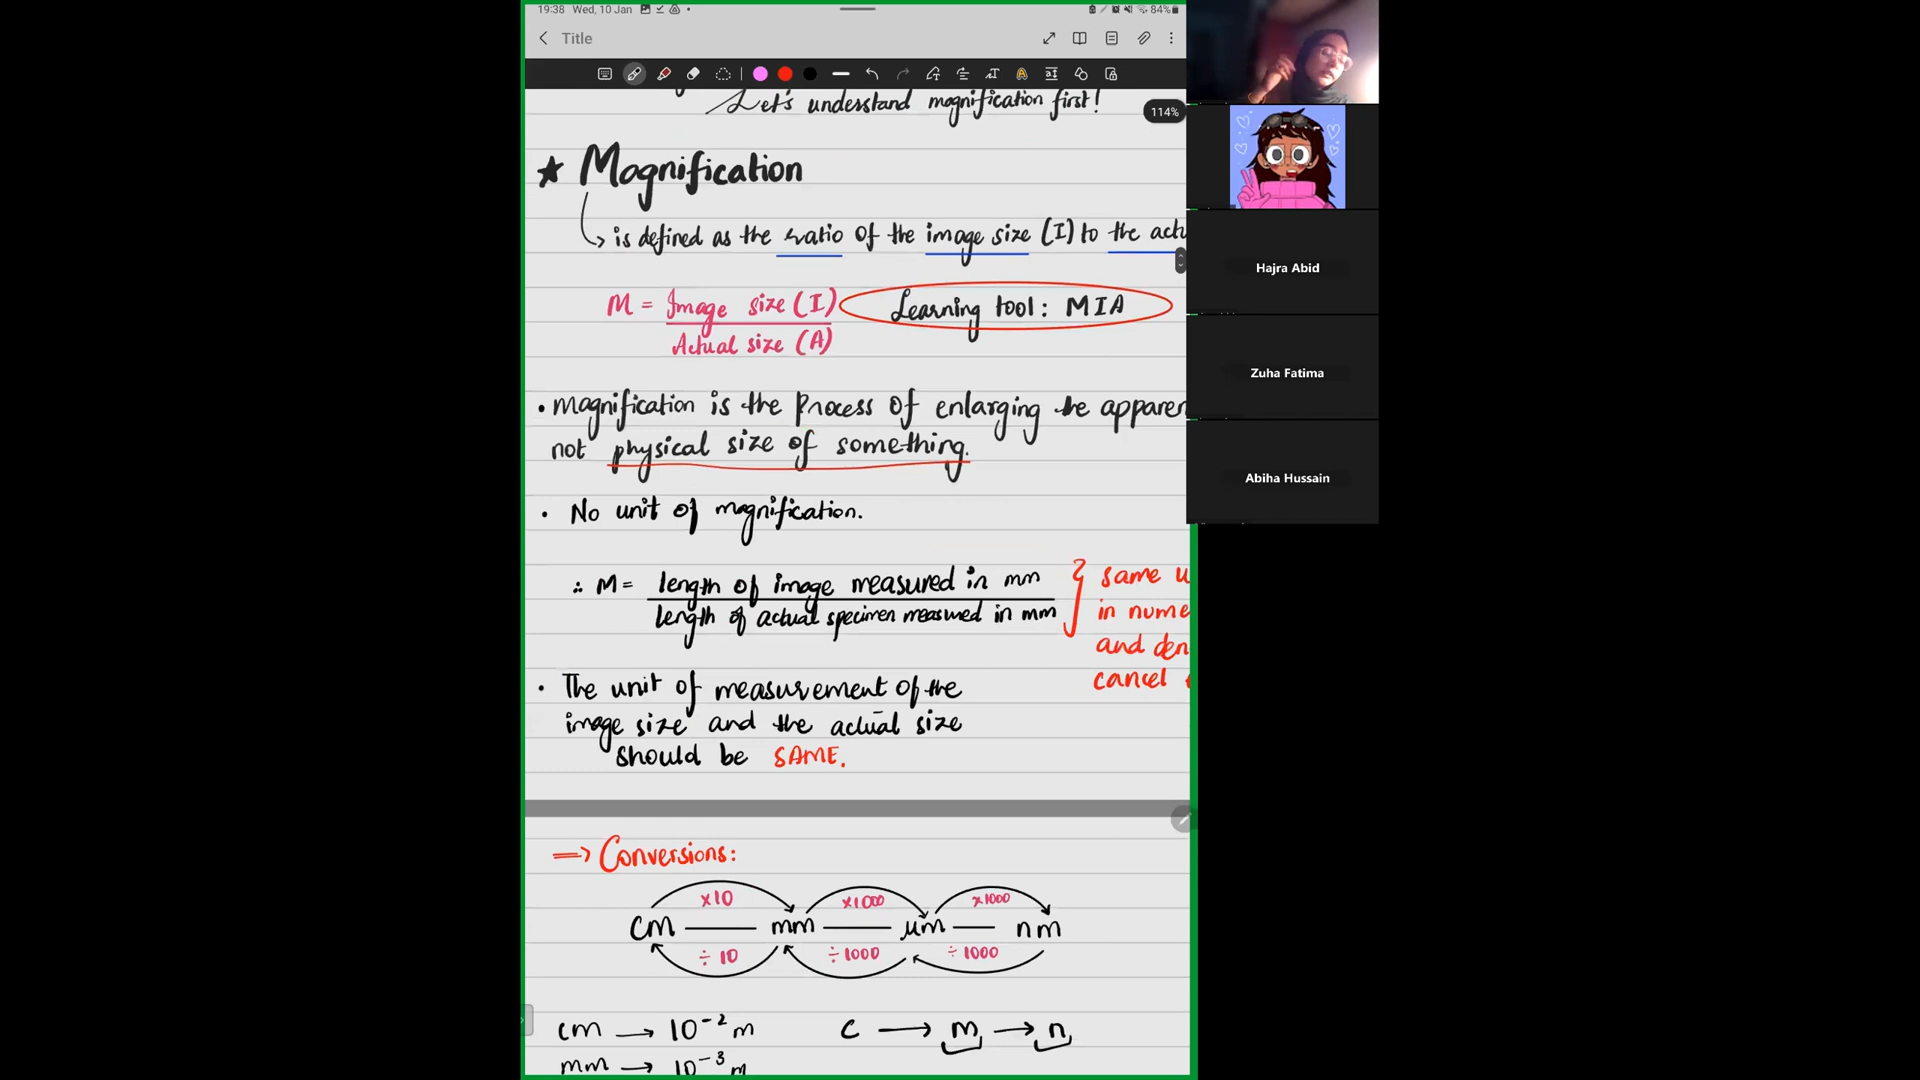 19:38 Wed, 10 Jan
84%
Title
Let's understand magnification first!
114%
★ Magnification
is defined as the ratio of the image size (I) to the actu
M = Image size (I)
Actual size (A)
Learning tool: MIA
• Magnification is the process of enlarging the apparen
not physical size of something.
• No unit of magnification.
∴ M = length of image measured in mm
length of actual specimen measured in mm
same u
in nume
and den
cancel
• The unit of measurement of the
image size and the actual size
should be SAME.
⇒ Conversions:
×10 ×1000 ×1000
cm mm μm nm
÷ 10 ÷ 1000 ÷ 1000
cm → 10⁻² m
c → m → n
mm → 10⁻³ m
Hajra Abid
Zuha Fatima
Abiha Hussain